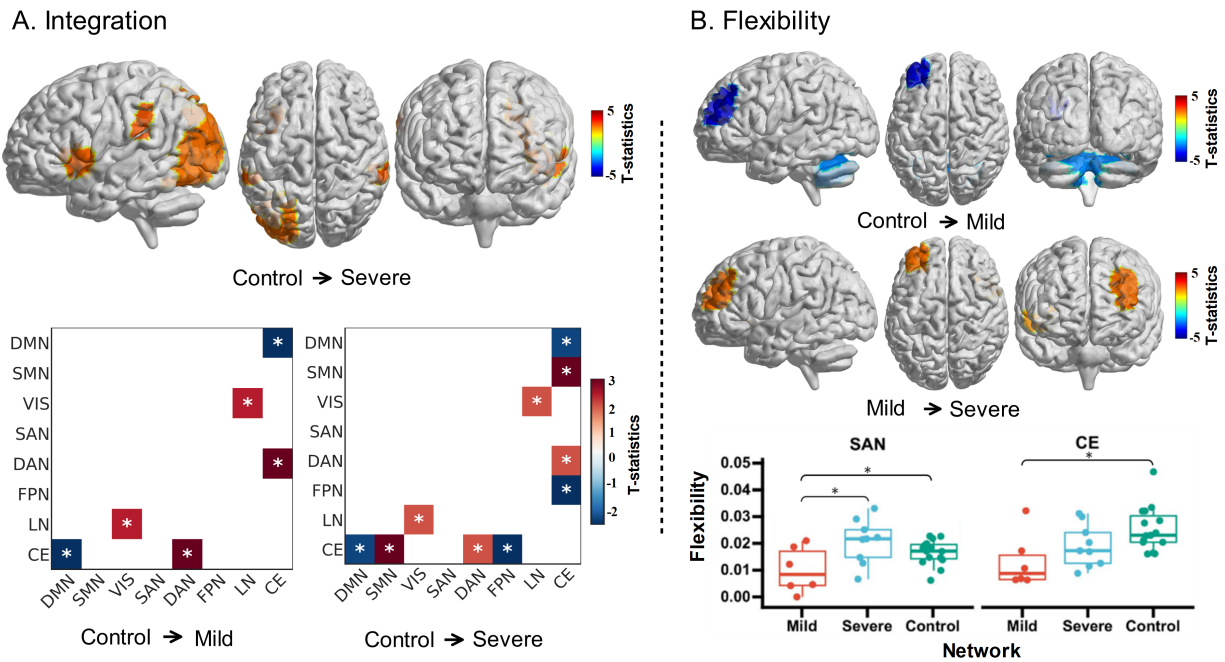 A. Integration
B. Flexibility
5
-5
T-statistics
Control → Severe
5
-5
T-statistics
Control → Mild
5
-5
T-statistics
Mild → Severe
DMN
SMN
VIS
SAN
DAN
FPN
LN
CE
*
*
*
*
*
*
DMN SMN VIS SAN DAN FPN LN CE
Control → Mild
DMN
SMN
VIS
SAN
DAN
FPN
LN
CE
*
*
*
*
*
*
* * * *
DMN SMN VIS SAN DAN FPN LN CE
Control → Severe
3
2
1
0
-1
-2
T-statistics
SAN
CE
*
*
*
0.05
0.04
0.03
0.02
0.01
0.00
Flexibility
Mild Severe Control
Mild Severe Control
Network